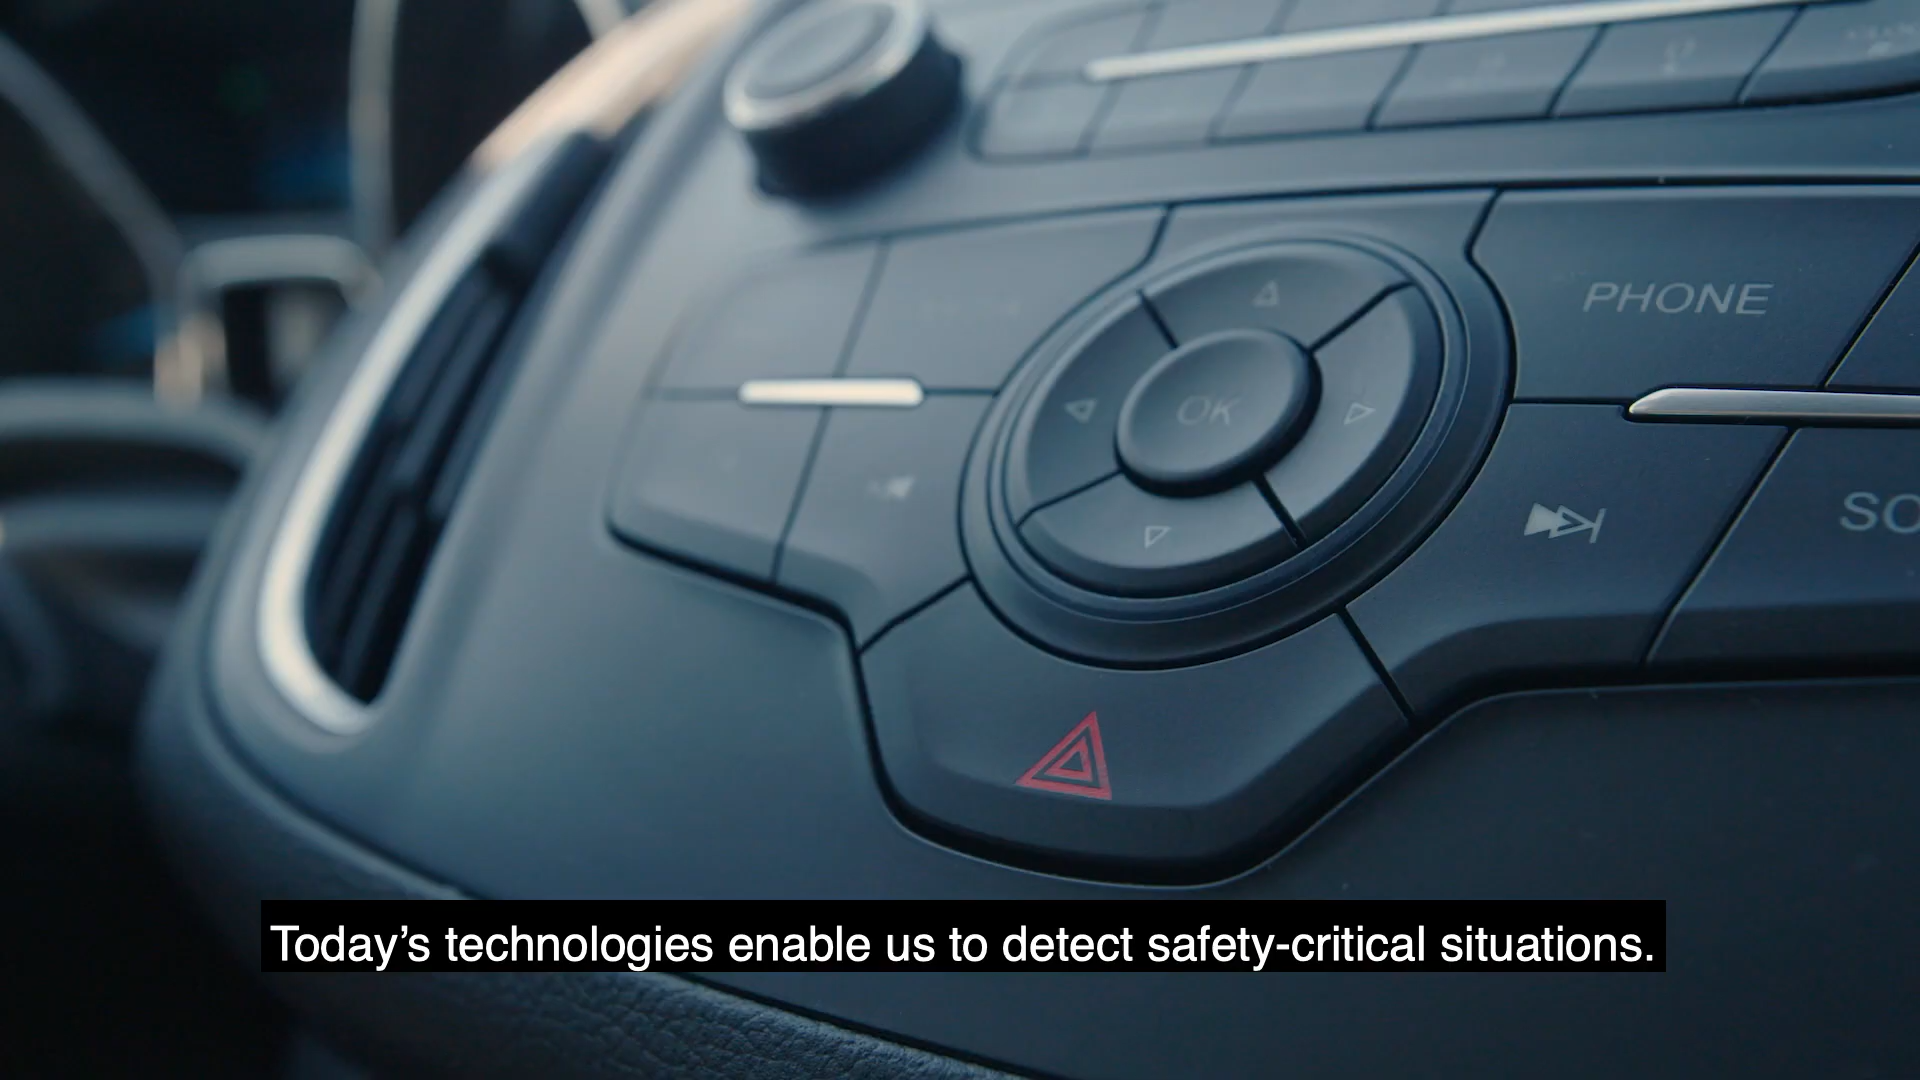 PHONE
OK
SO
Today’s technologies enable us to detect safety-critical situations.